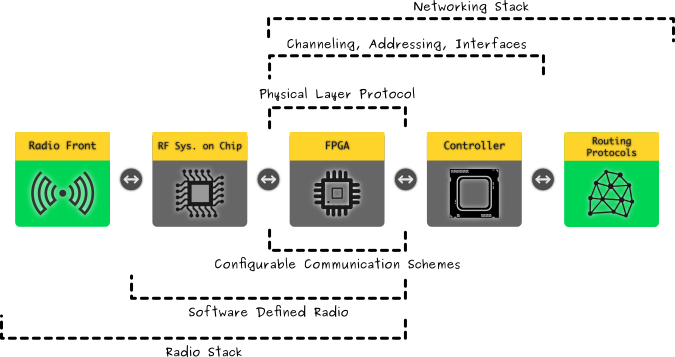 Networking Stack
Channeling, Addressing, Interfaces
Physical Layer Protocol
Radio Front
RF Sys. on Chip
FPGA
Controller
Routing
Protocols
Configurable Communication Schemes
Software Defined Radio
Radio Stack